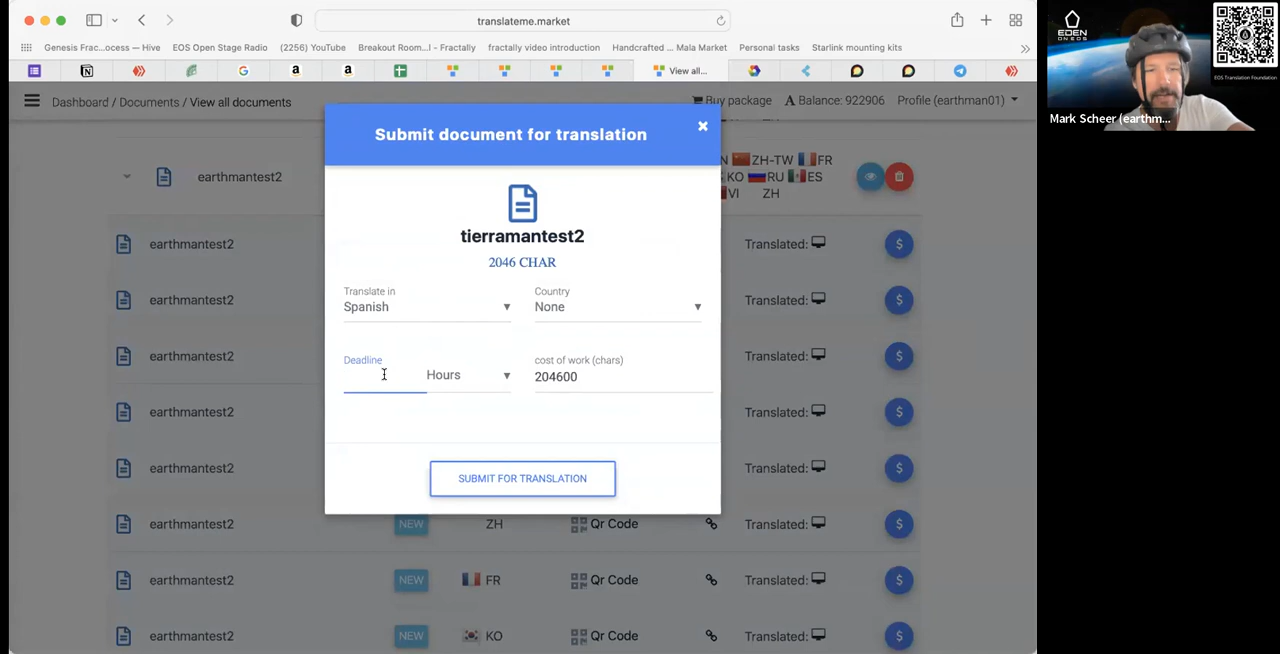 translateme.market
Genesis Frac...ocess — Hive
EOS Open Stage Radio
(2256) YouTube
Breakout Room...l - Fractally
fractally video introduction
Handcrafted ... Mala Market
Personal tasks
Starlink mounting kits
View all...
Dashboard / Documents / View all documents
Buy package
Balance: 922906
Profile (earthman01)
Submit document for translation
tierramantest2
2046 CHAR
Translate in
Country
Spanish
None
Deadline
cost of work (chars)
Hours
204600
SUBMIT FOR TRANSLATION
earthmantest2
N ZH-TW FR
KO RU ES
VI ZH
earthmantest2
Translated:
$
earthmantest2
Translated:
$
earthmantest2
Translated:
$
earthmantest2
Translated:
$
earthmantest2
Translated:
$
earthmantest2
NEW
ZH
Qr Code
Translated:
$
earthmantest2
NEW
FR
Qr Code
Translated:
$
earthmantest2
NEW
KO
Qr Code
Translated:
$
EDEN
ON EOS
EOS Translation Foundation
Mark Scheer (earthm...